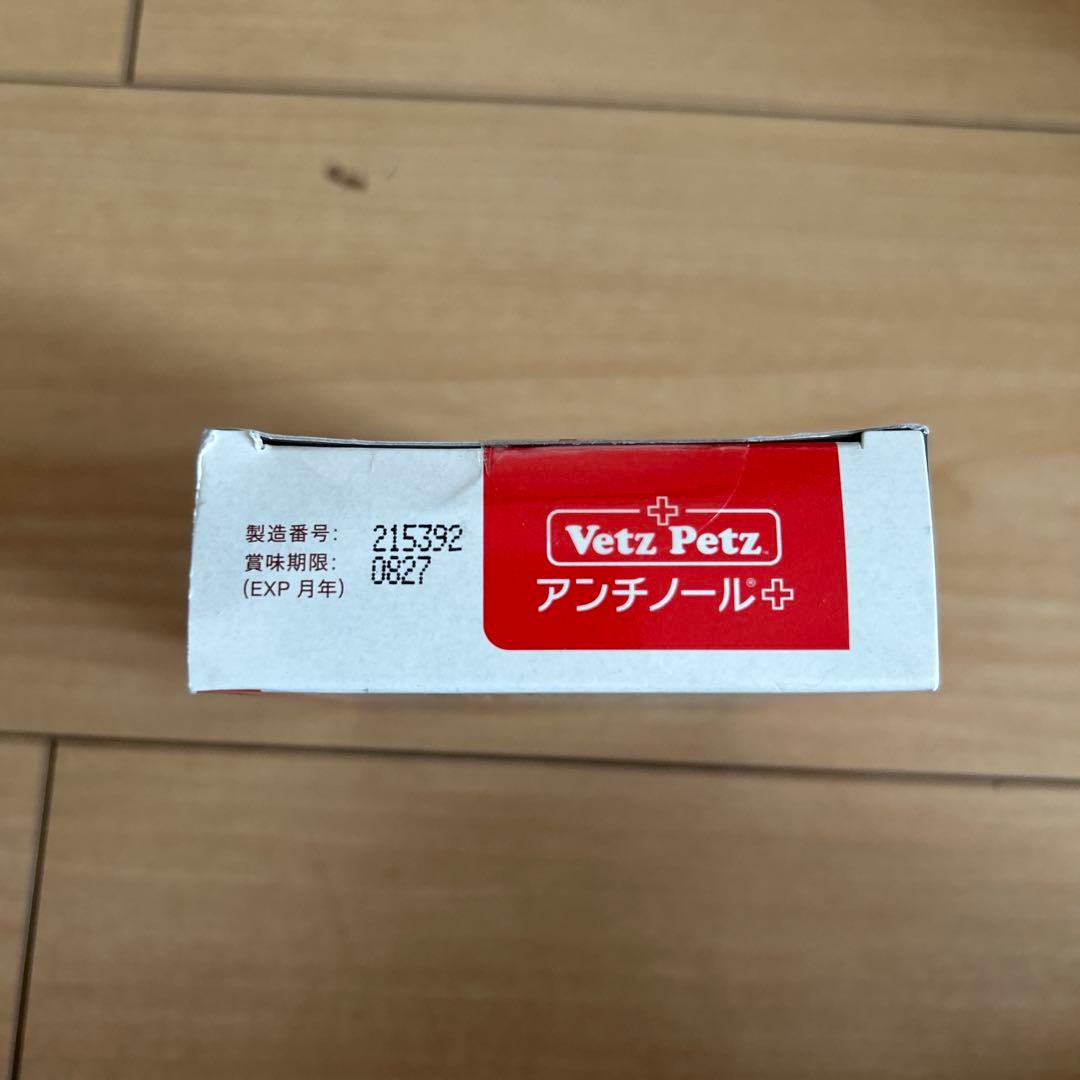 製造番号: 215392
賞味期限: 0827
(EXP 月年)
Vetz Petz™
アンチノール®+